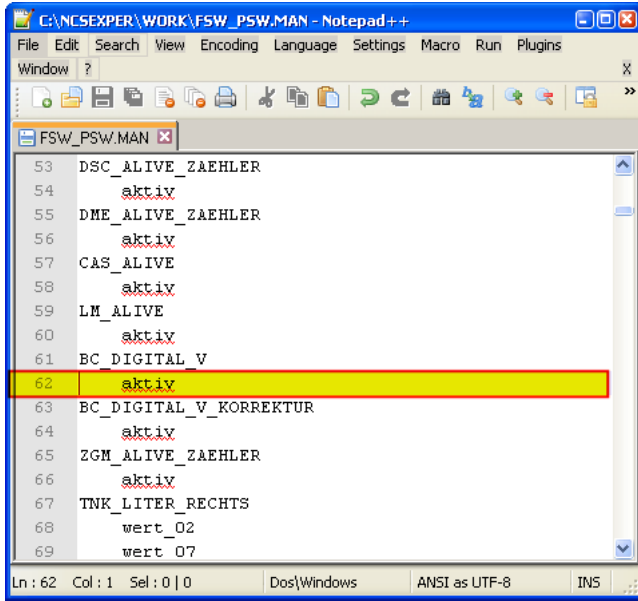 C:\NCSEXPER\WORK\FSW_PSW.MAN - Notepad++
File Edit Search View Encoding Language Settings Macro Run Plugins
Window ? X
FSW_PSW.MAN
53 DSC_ALIVE_ZAEHLER
54 aktiv
55 DME_ALIVE_ZAEHLER
56 aktiv
57 CAS_ALIVE
58 aktiv
59 LM_ALIVE
60 aktiv
61 BC_DIGITAL_V
62 aktiv
63 BC_DIGITAL_V_KORREKTUR
64 aktiv
65 ZGM_ALIVE_ZAEHLER
66 aktiv
67 TNK_LITER_RECHTS
68 wert_02
69 wert_07
Ln : 62 Col : 1 Sel : 0 | 0 Dos\Windows ANSI as UTF-8 INS